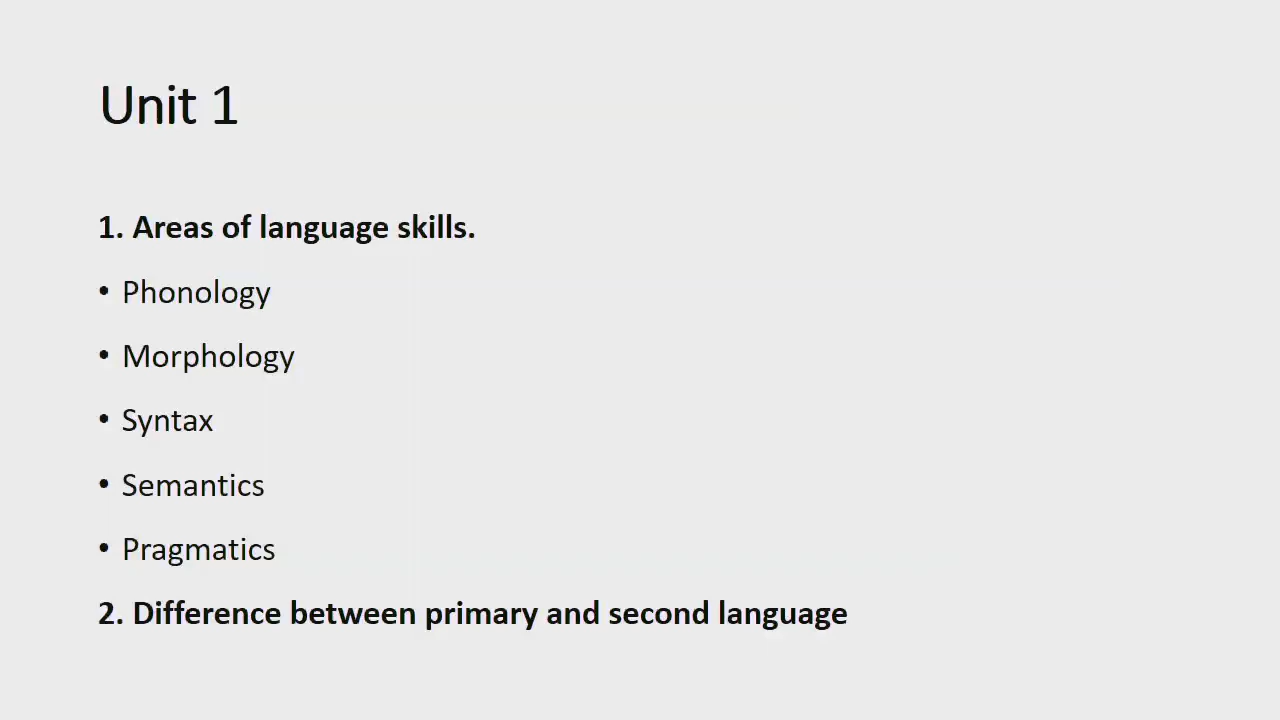 Unit 1
1. Areas of language skills.
• Phonology
• Morphology
• Syntax
• Semantics
• Pragmatics
2. Difference between primary and second language